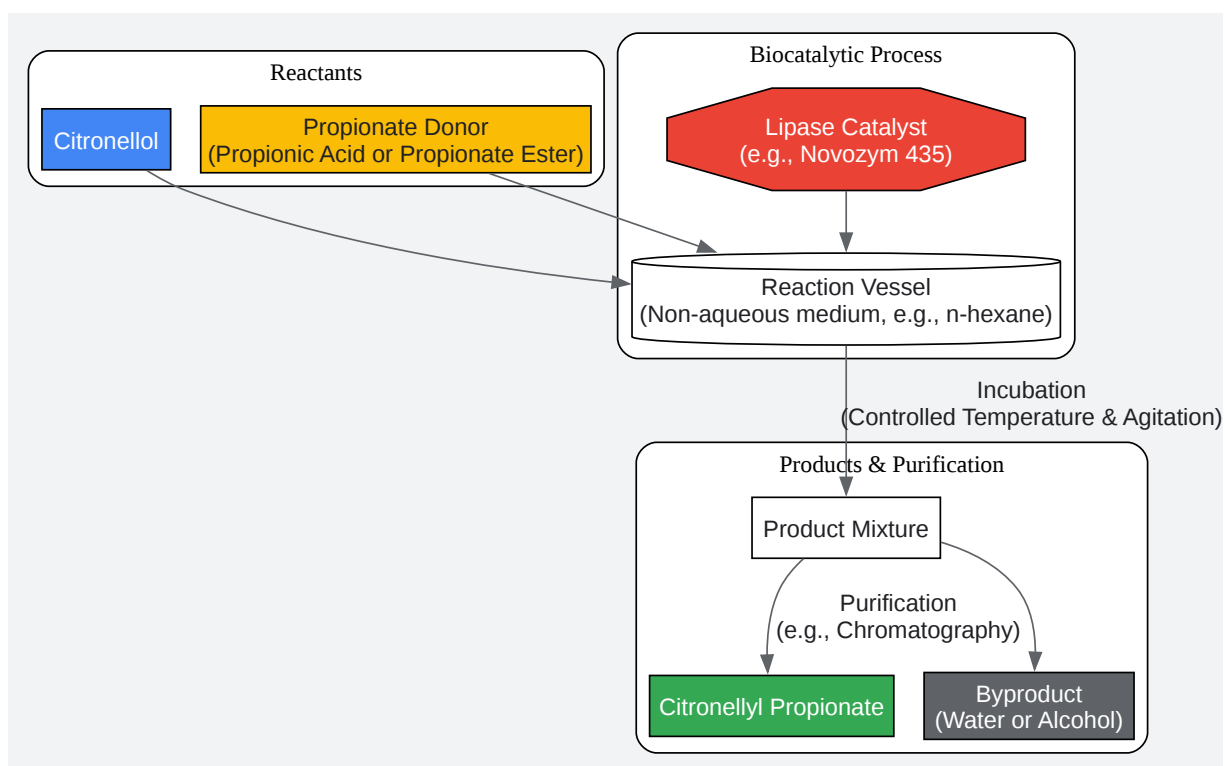 Reactants
Citronellol
Propionate Donor
(Propionic Acid or Propionate Ester)
Biocatalytic Process
Lipase Catalyst
(e.g., Novozym 435)
Reaction Vessel
(Non-aqueous medium, e.g., n-hexane)
Incubation
(Controlled Temperature & Agitation)
Products & Purification
Product Mixture
Purification
(e.g., Chromatography)
Citronellyl Propionate
Byproduct
(Water or Alcohol)